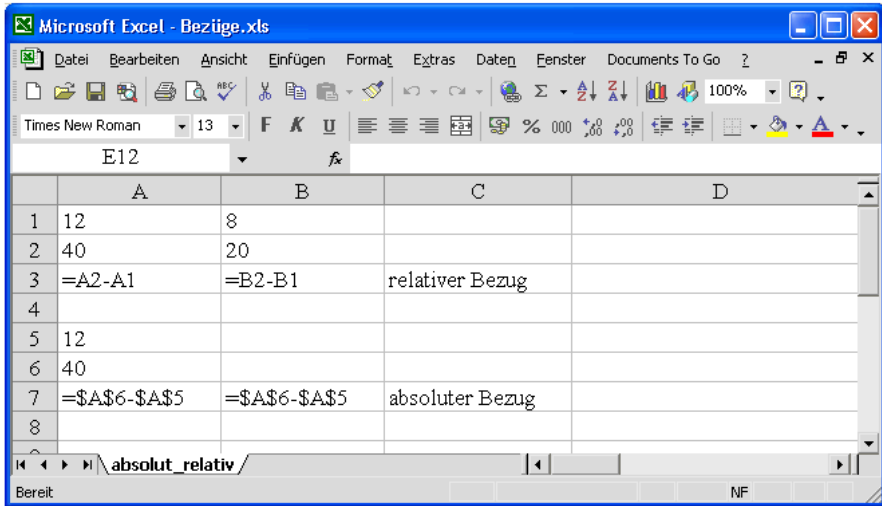 Microsoft Excel - Bezüge.xls
Datei Bearbeiten Ansicht Einfügen Format Extras Daten Fenster Documents To Go ?
ABC 100%
Times New Roman 13 F K U % 000
E12 fx
A B C D
1 12 8
2 40 20
3 =A2-A1 =B2-B1 relativer Bezug
4
5 12
6 40
7 =$A$6-$A$5 =$A$6-$A$5 absoluter Bezug
8
absolut_relativ
Bereit NF